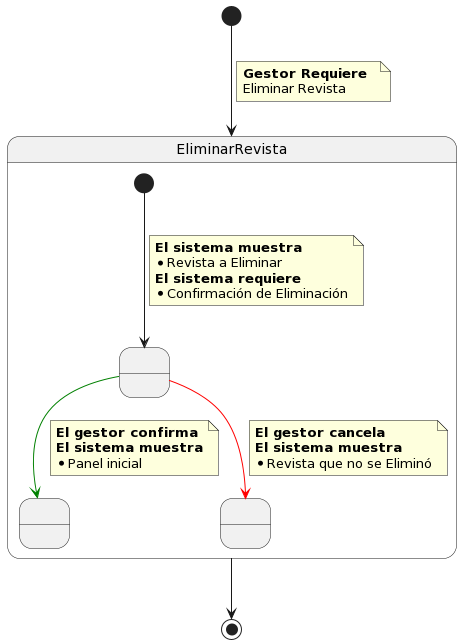 Gestor Requiere
Eliminar Revista
EliminarRevista
El sistema muestra
• Revista a Eliminar
El sistema requiere
• Confirmación de Eliminación
El gestor confirma
El sistema muestra
• Panel inicial
El gestor cancela
El sistema muestra
• Revista que no se Eliminó